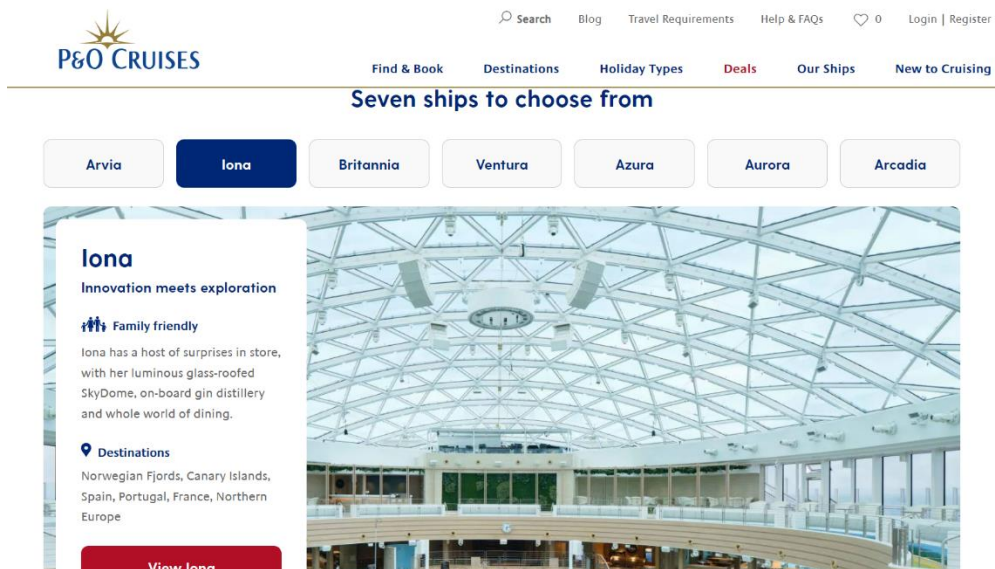 Search Blog Travel Requirements Help & FAQs 0 Login | Register
P&O CRUISES
Find & Book Destinations Holiday Types Deals Our Ships New to Cruising
Seven ships to choose from
Arvia Iona Britannia Ventura Azura Aurora Arcadia
Iona
Innovation meets exploration
Family friendly
Iona has a host of surprises in store,
with her luminous glass-roofed
SkyDome, on-board gin distillery
and whole world of dining.
Destinations
Norwegian Fjords, Canary Islands,
Spain, Portugal, France, Northern
Europe
View Iona